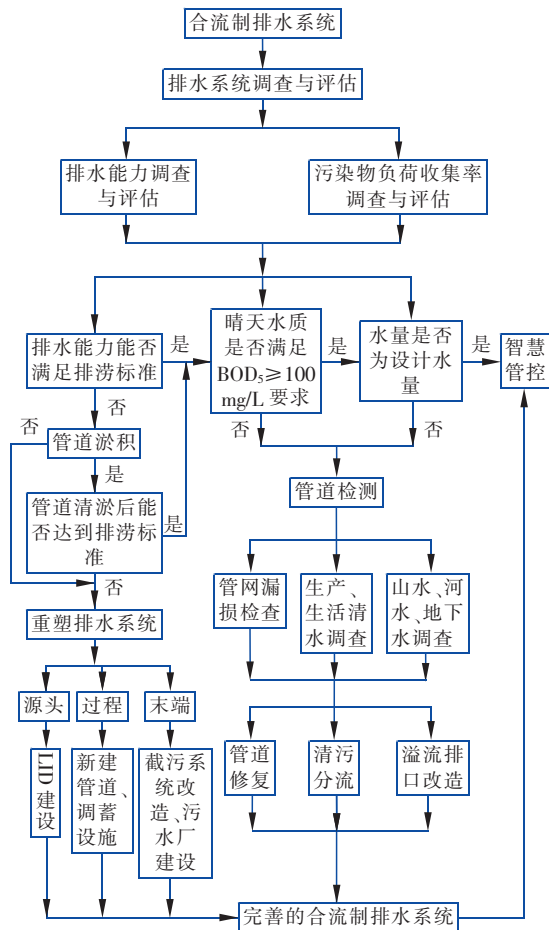 合流制排水系统
排水系统调查与评估
排水能力调查
与评估
污染物负荷收集率
调查与评估
排水能力能否
满足排涝标准
是
晴天水质
是否满足
BOD₅≥100
mg/L 要求
是
水量是否
为设计水
量
是
智慧
管控
否
否
管道淤积
是
否
否
管道检测
管道清淤后能
否达到排涝标
准
是
否
重塑排水系统
管网漏
损检查
生产、
生活清
水调查
山水、河
水、地下
水调查
源头
过程
末端
LID
建设
新建
管道、
调蓄
设施
截污系
统改
造、污
水厂
建设
管道
修复
清污
分流
溢流排
口改造
完善的合流制排水系统